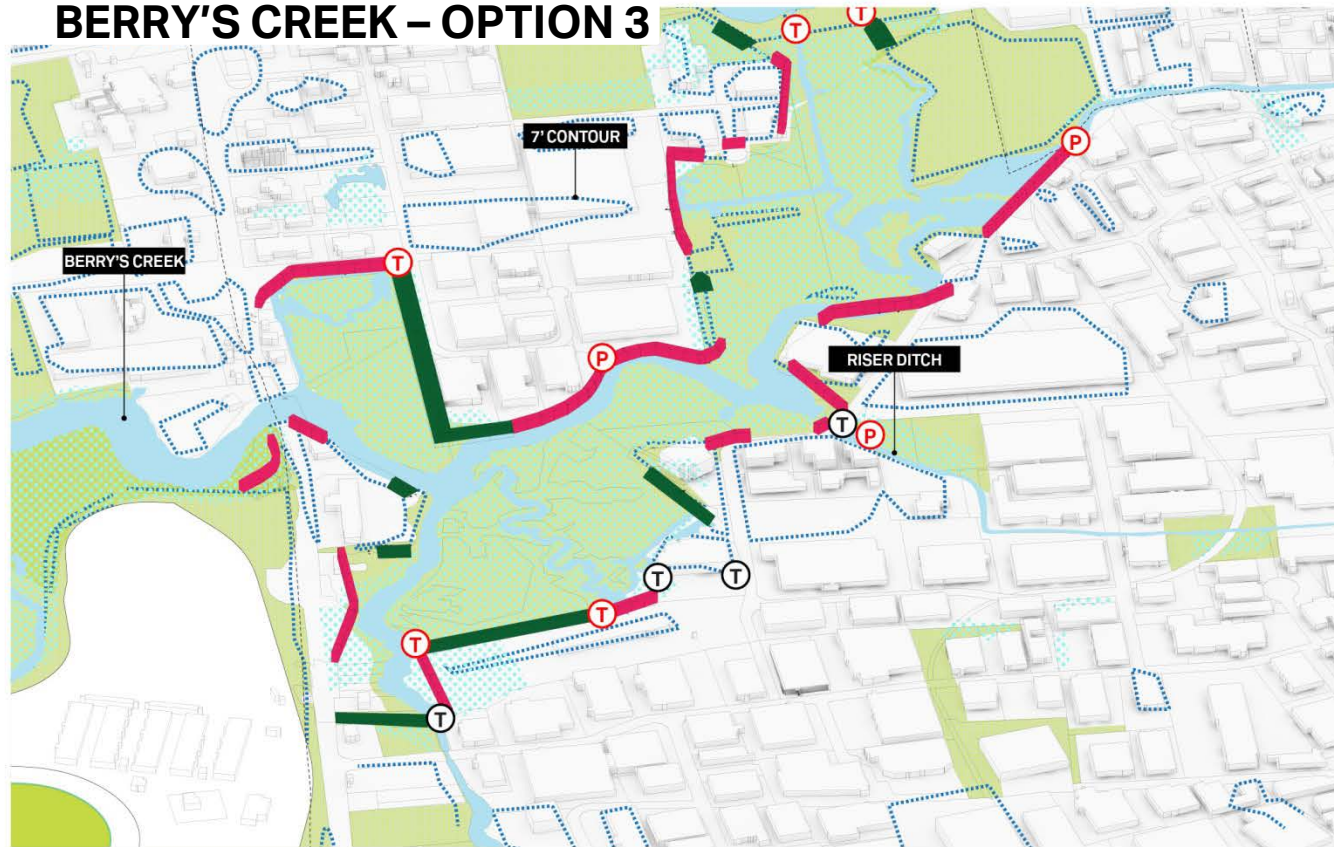 BERRY'S CREEK – OPTION 3
T
T
7' CONTOUR
P
BERRY'S CREEK
T
P
RISER DITCH
T
P
T
T
T
T
T